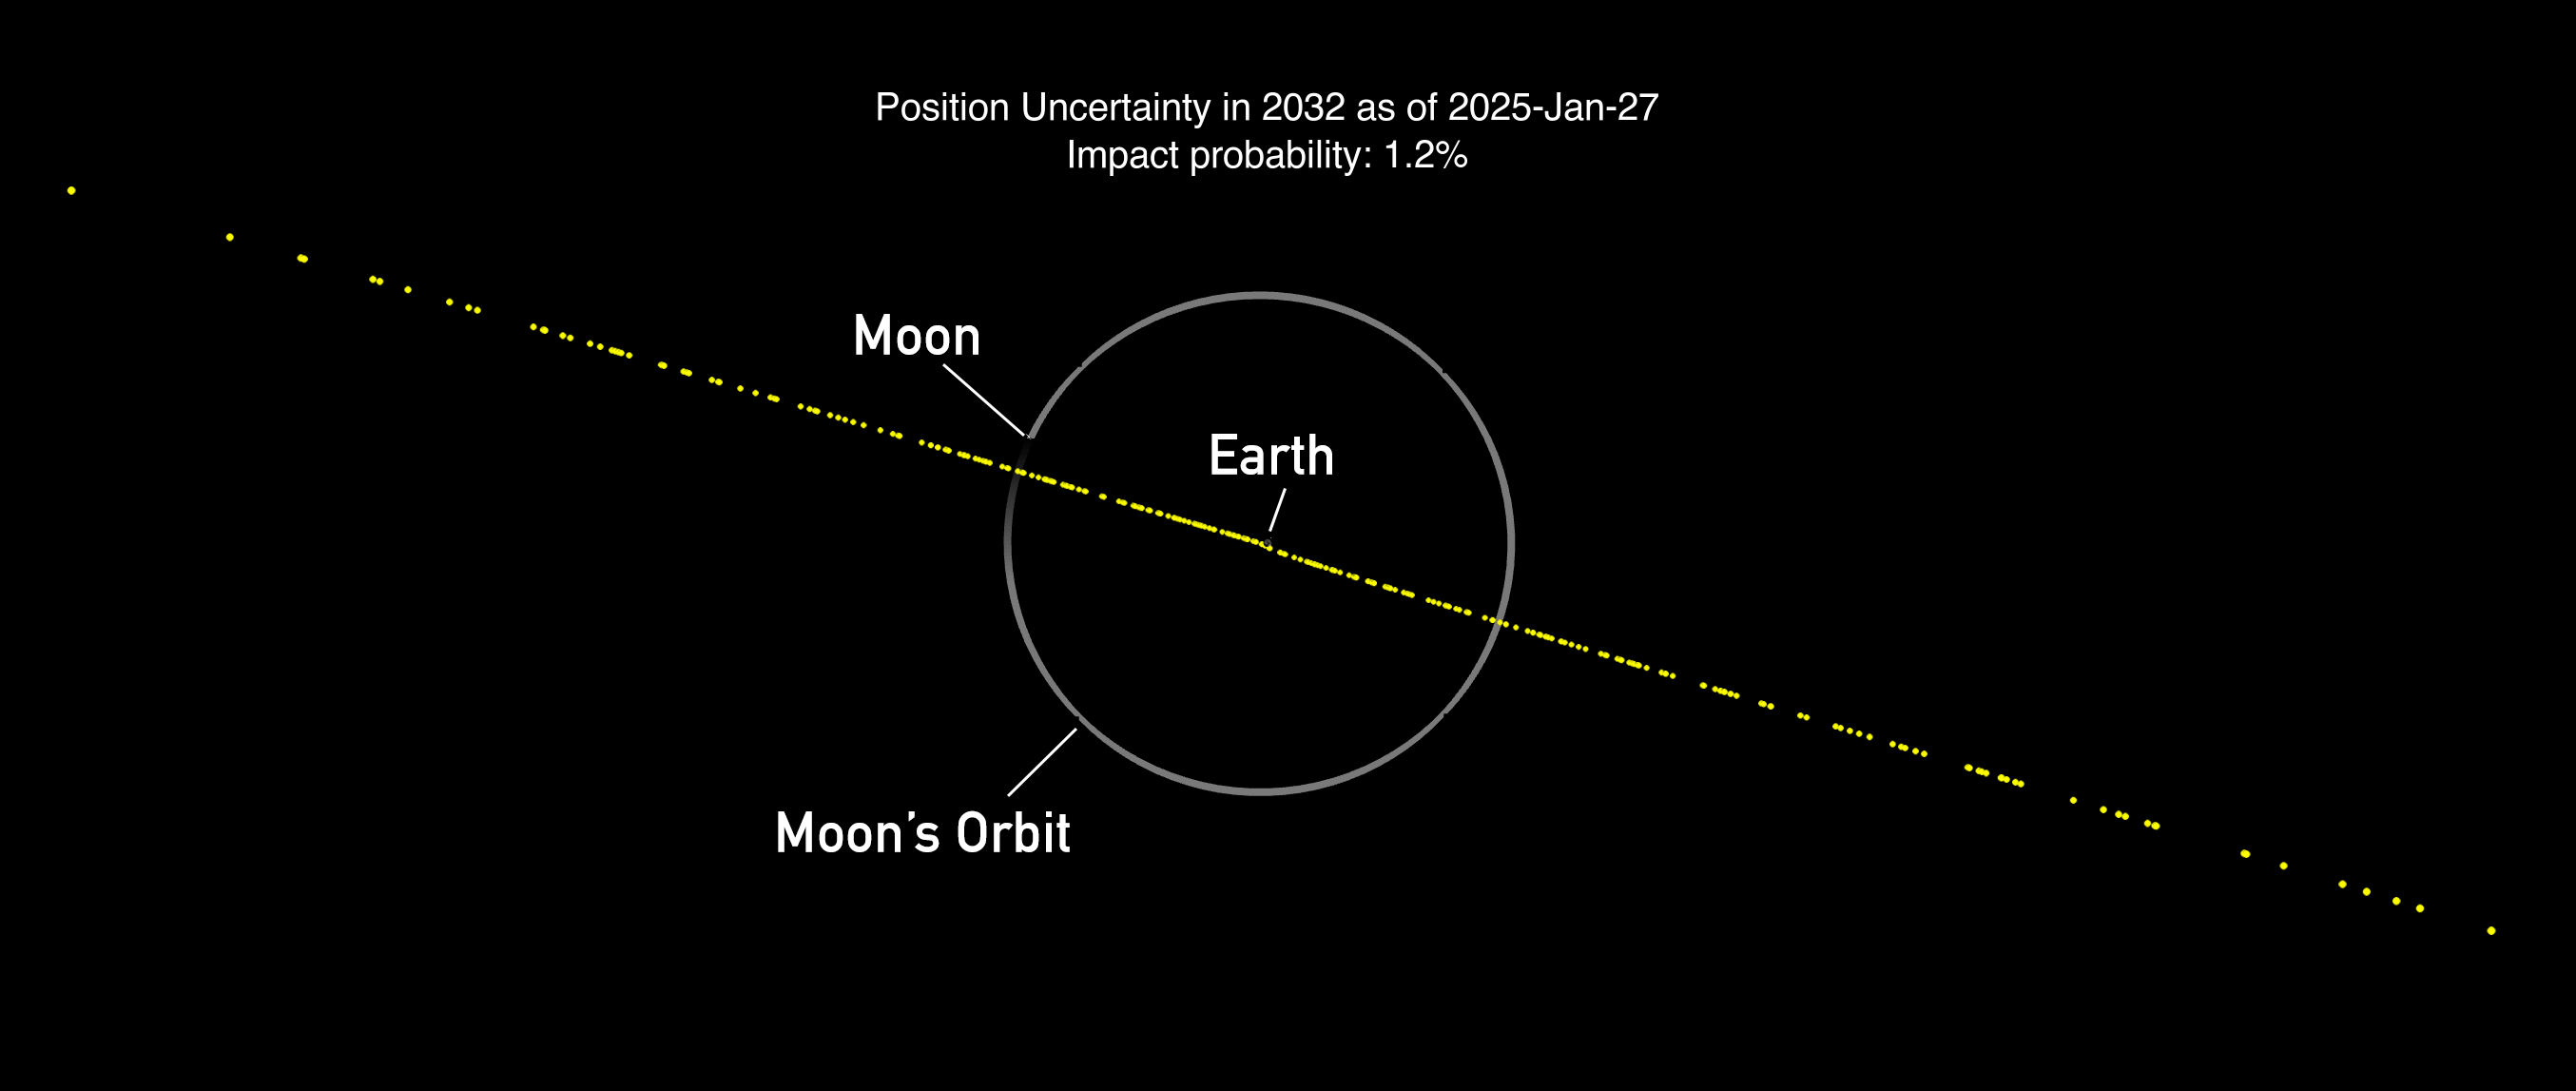 Position Uncertainty in 2032 as of 2025-Jan-27
Impact probability: 1.2%
Moon
Earth
Moon’s Orbit